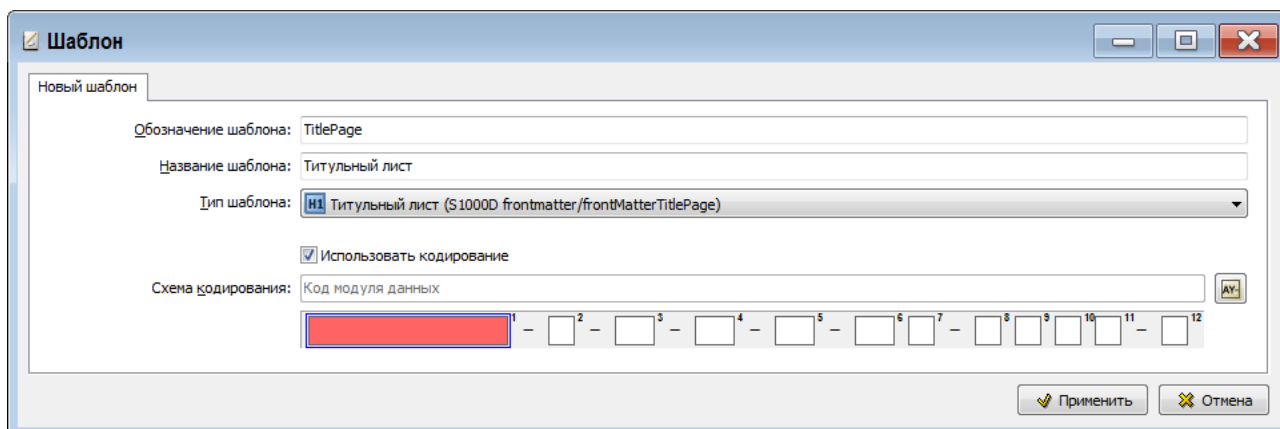 Шаблон
Новый шаблон
Обозначение шаблона: TitlePage
Название шаблона: Титульный лист
Тип шаблона: H1 Титульный лист (S1000D frontmatter/frontMatterTitlePage)
Использовать кодирование
Схема кодирования: Код модуля данных AY-
1 – 2 – 3 – 4 – 5 – 6 7 – 8 9 10 11 – 12
Применить Отмена